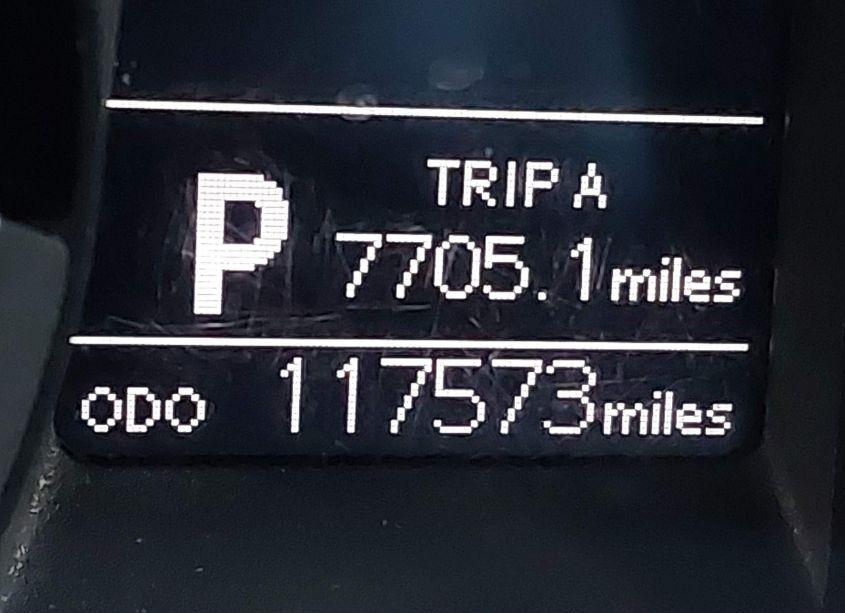 P
TRIP A
7705.1 miles
ODO 117573 miles